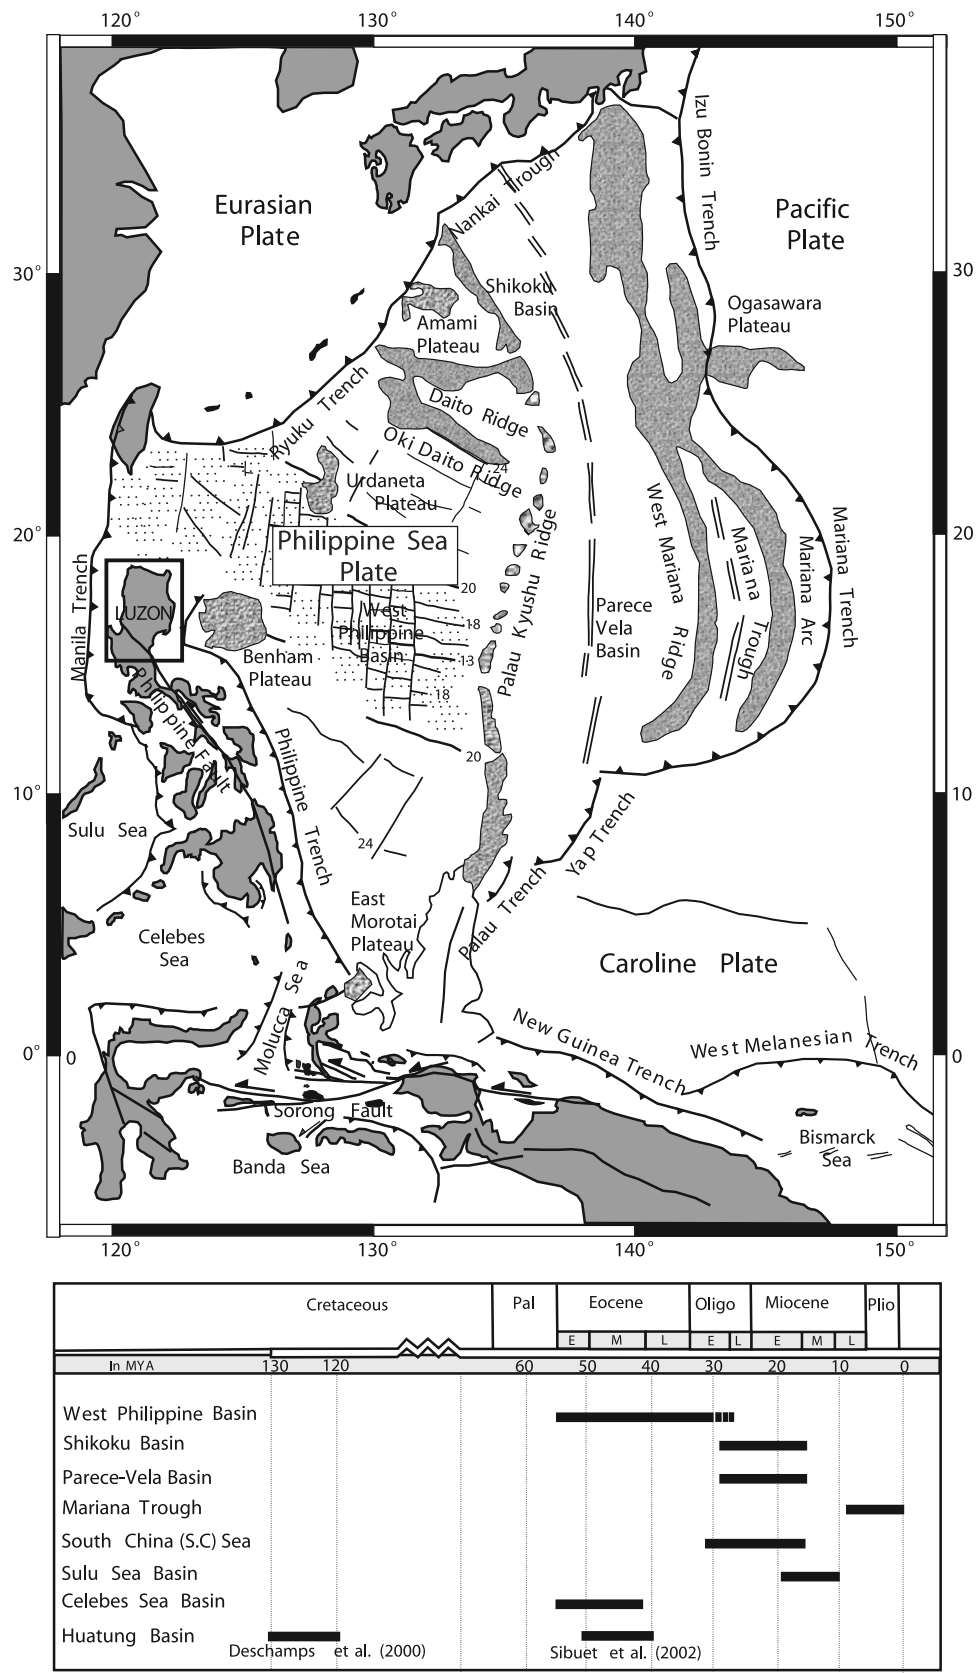 120°
130°
140°
150°
Izu Bonin Trench
Eurasian
Plate
Nankai Trough
Pacific
Plate
30°
30
Shikoku
Basin
Amami
Plateau
Ogasawara
Plateau
Ryuku Trench
Daito Ridge
Oki Daito Ridge
24
Urdaneta
Plateau
20°
20
Philippine Sea
Plate
Palau Kyushu Ridge
West Mariana Ridge
Mariana Trough
Mariana Arc
Mariana Trench
Manila Trench
LUZON
20
West
Philippine
Basin
18
13
18
20
Parece
Vela
Basin
Benham
Plateau
Philippine Fault
Philippine Trench
10°
10
Sulu Sea
24
Yap Trench
Palau Trench
East
Morotai
Plateau
Celebes
Sea
Molucca Sea
Caroline Plate
New Guinea Trench
West Melanesian Trench
0°
0
0
Sorong Fault
Banda Sea
Bismarck
Sea
120°
130°
140°
150°
Cretaceous
Pal
Eocene
Oligo
Miocene
Plio
E M L E L E M L
In MYA 130 120 60 50 40 30 20 10 0
West Philippine Basin
Shikoku Basin
Parece-Vela Basin
Mariana Trough
South China (S.C) Sea
Sulu Sea Basin
Celebes Sea Basin
Huatung Basin
Deschamps et al. (2000)
Sibuet et al. (2002)